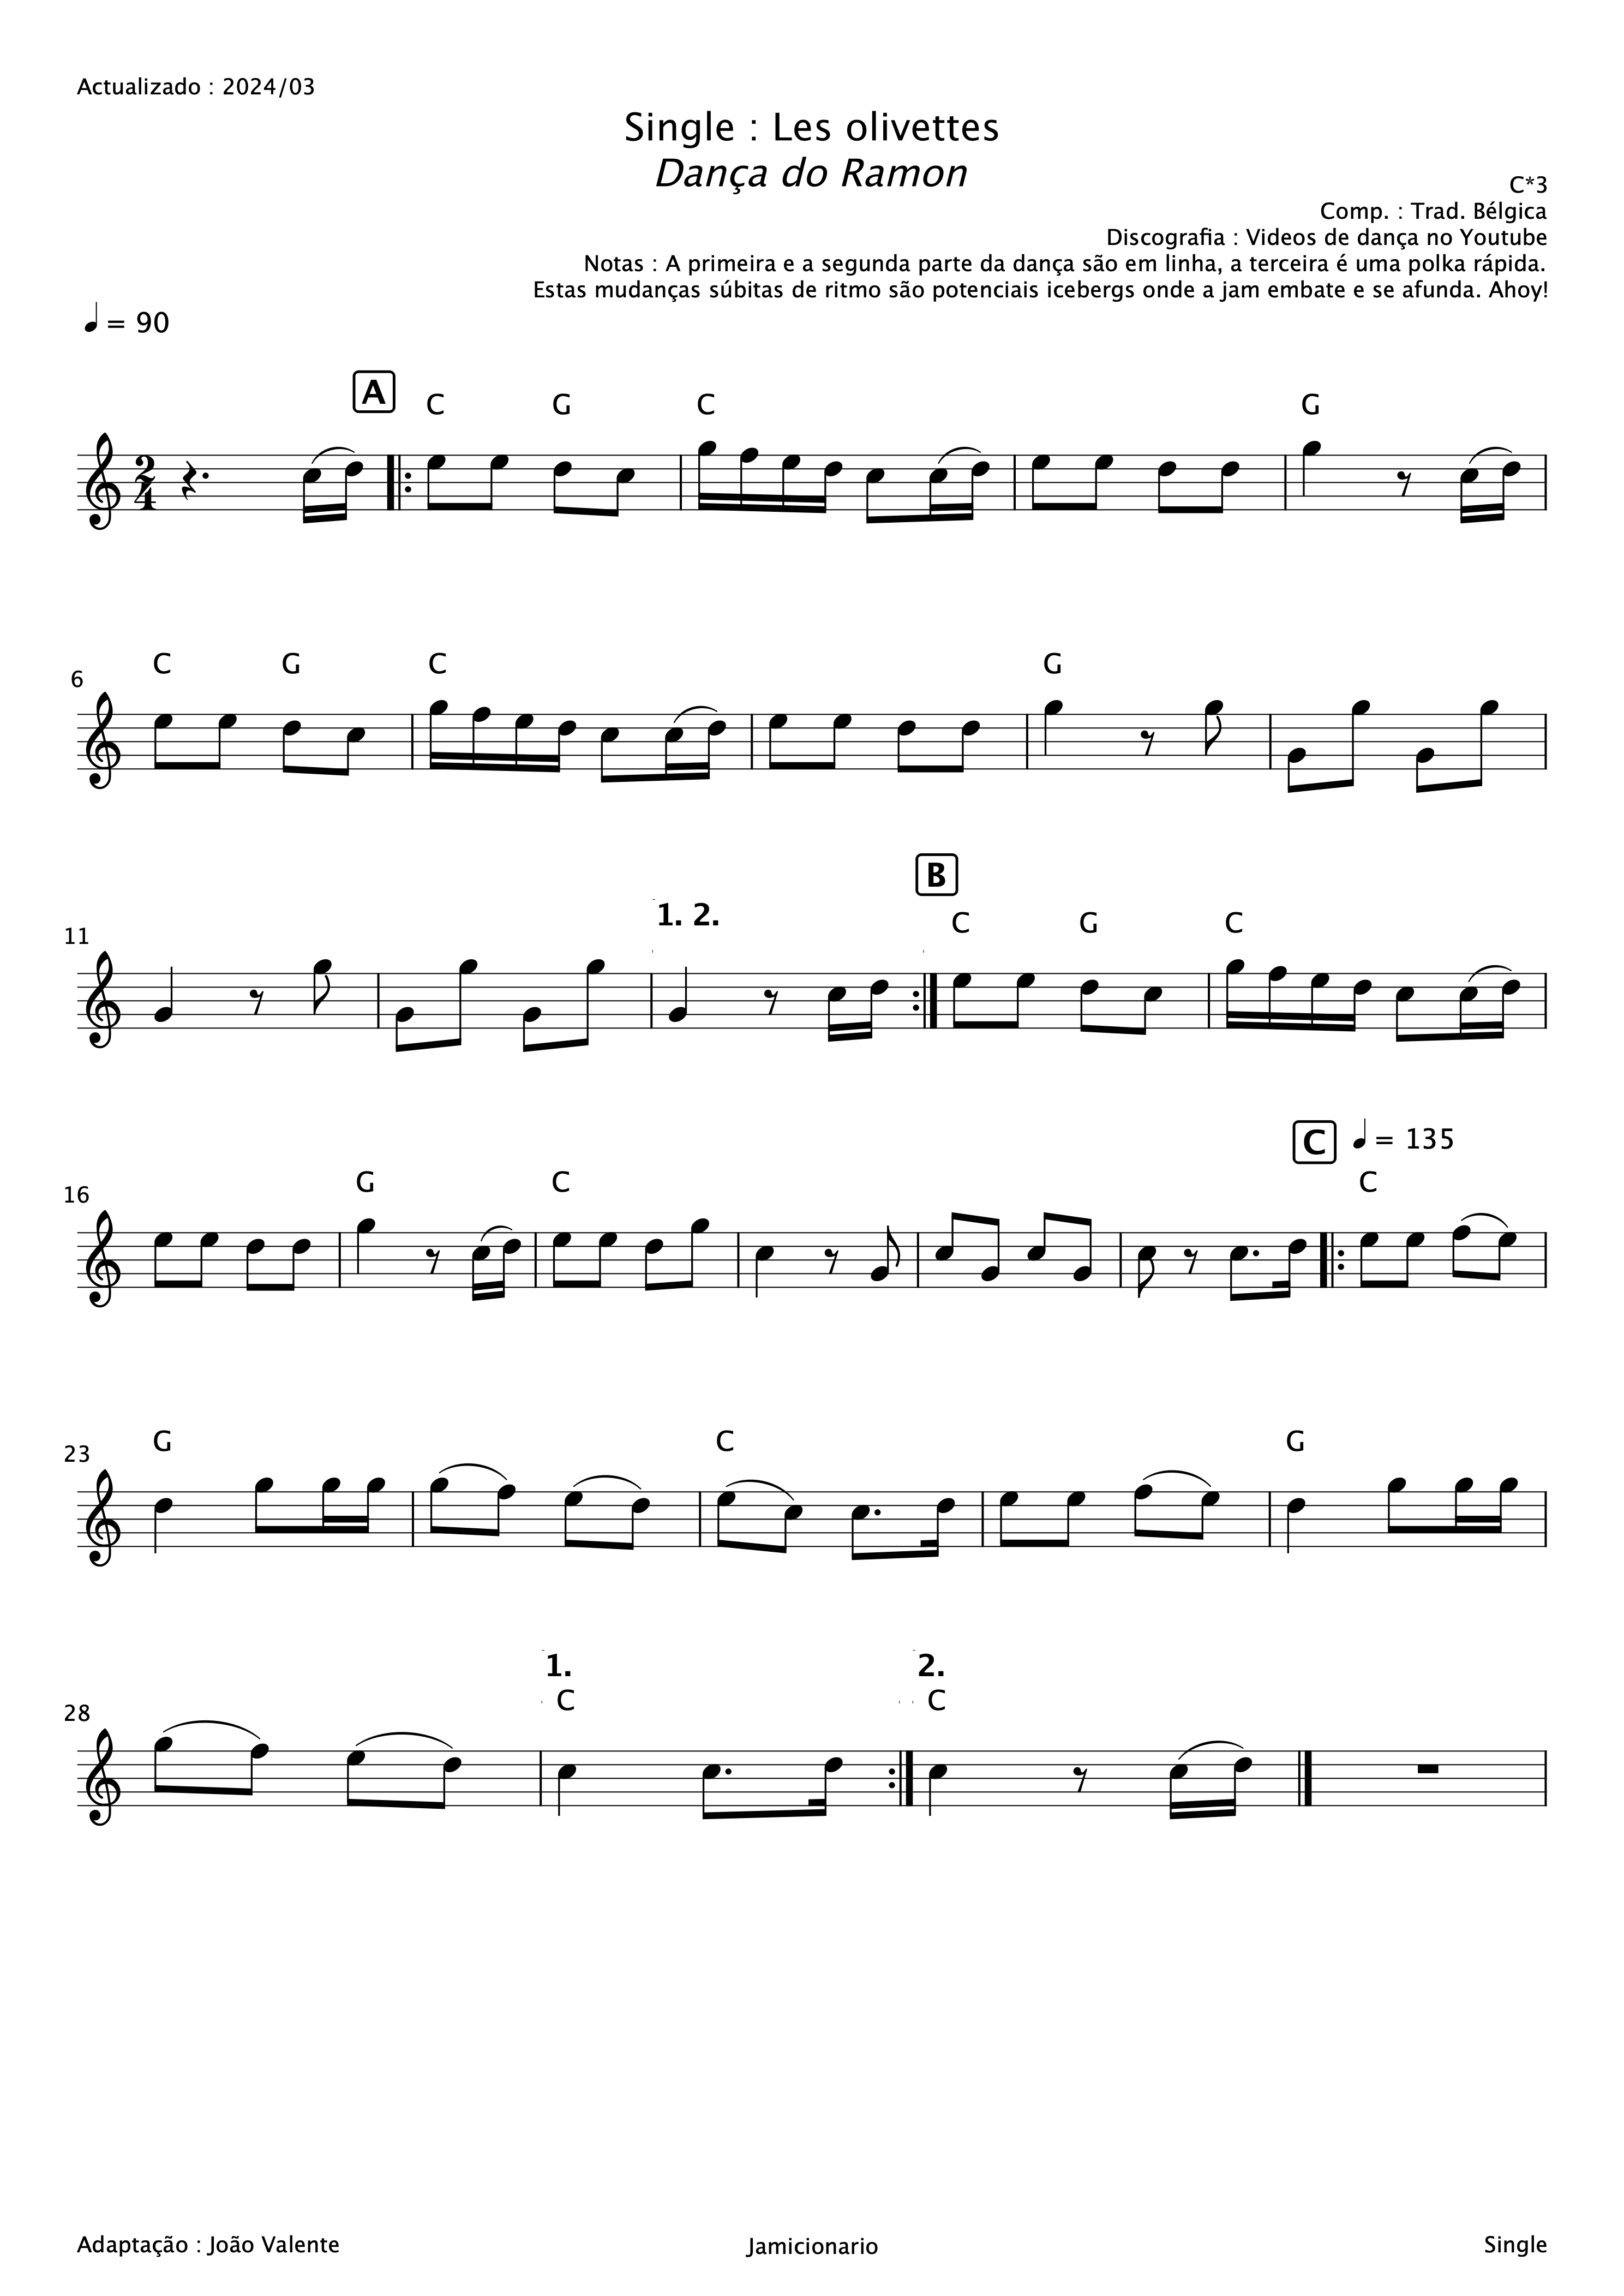 Actualizado : 2024/03
Single : Les olivettes
Dança do Ramon
C*3
Comp. : Trad. Bélgica
Discografia : Videos de dança no Youtube
Notas : A primeira e a segunda parte da dança são em linha, a terceira é uma polka rápida.
Estas mudanças súbitas de ritmo são potenciais icebergs onde a jam embate e se afunda. Ahoy!
= 90
A
C G C G
2
4
6
C G C G
B
11
1. 2.
C G C
C = 135
16
G C C
23
G C G
1. 2.
28
C C
Adaptação : João Valente
Jamicionario
Single